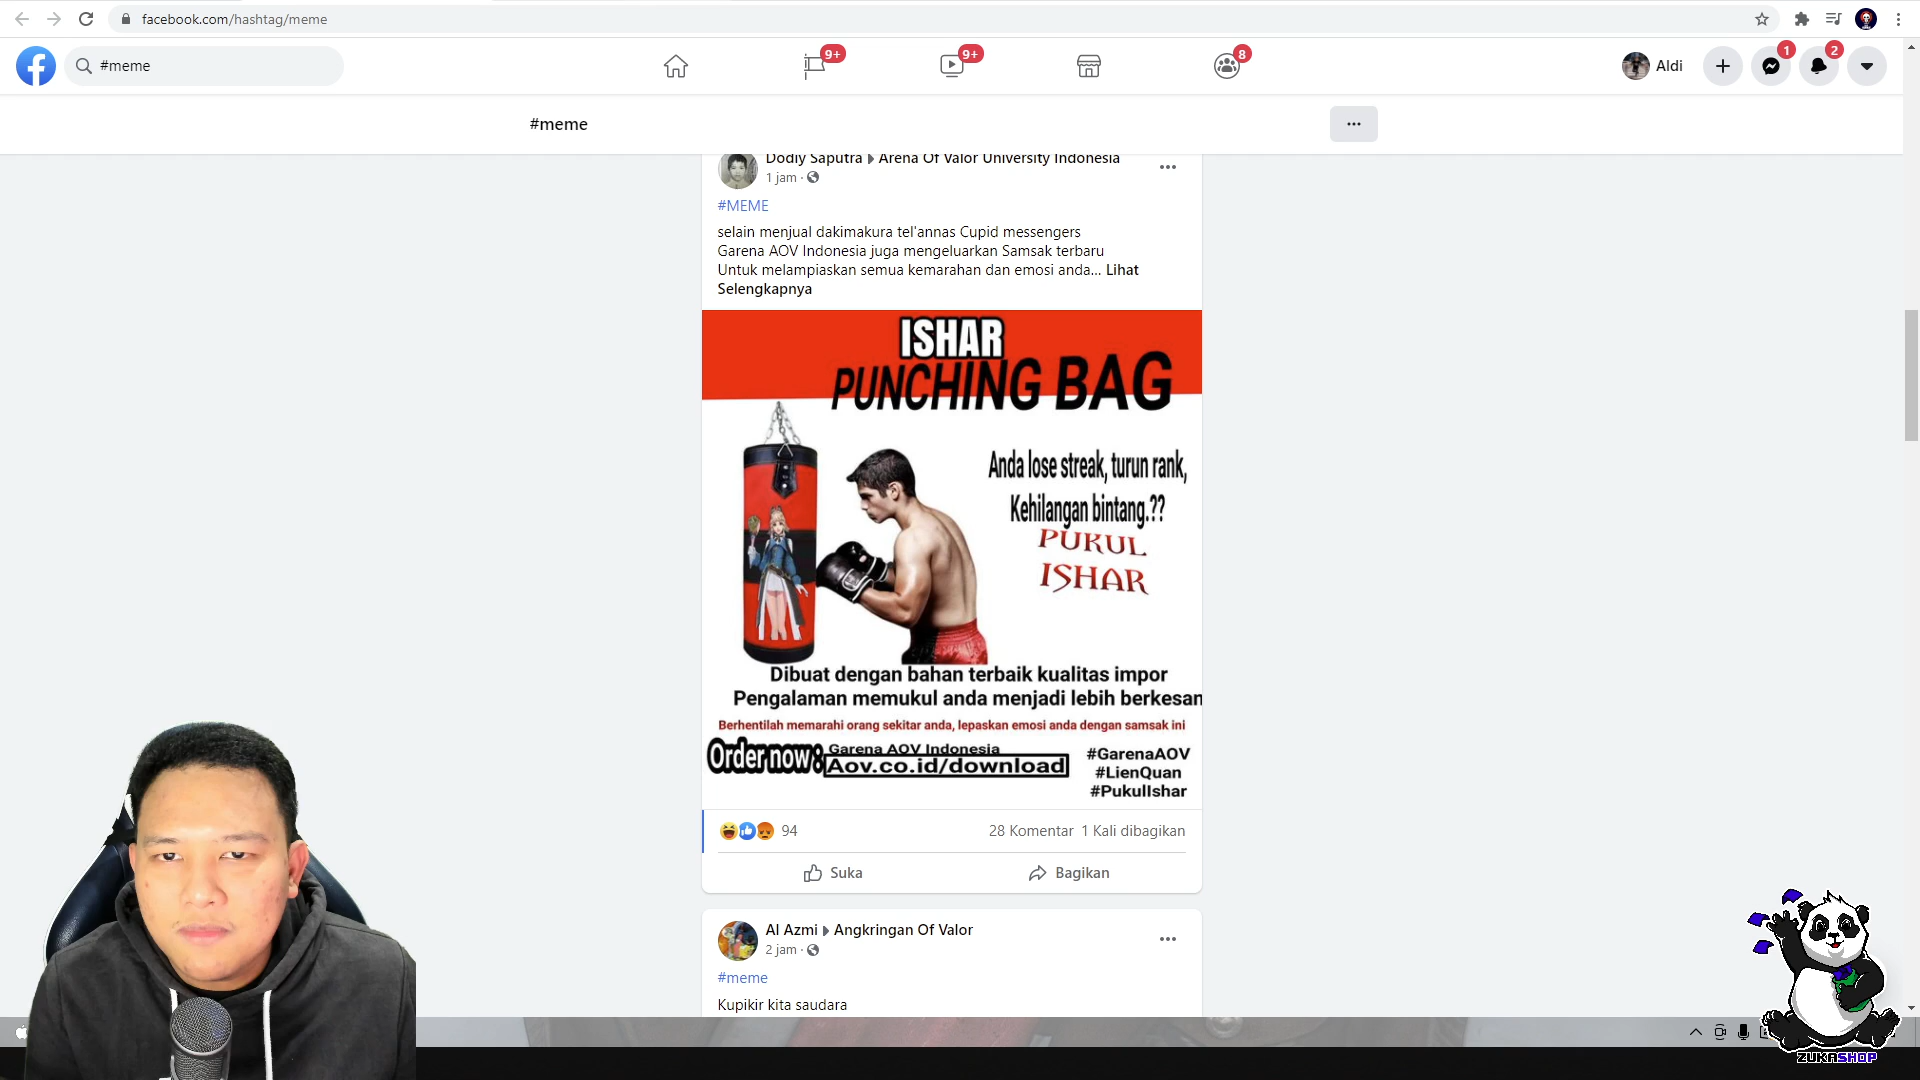 facebook.com/hashtag/meme
#meme
9+
9+
8
Aldi
1
2
#meme
Dodiy Saputra Arena Of Valor University Indonesia
1 jam ·
#MEME
selain menjual dakimakura tel'annas Cupid messengers
Garena AOV Indonesia juga mengeluarkan Samsak terbaru
Untuk melampiaskan semua kemarahan dan emosi anda... Lihat
Selengkapnya
ISHAR
PUNCHING BAG
Anda lose streak, turun rank,
Kehilangan bintang.??
PUKUL
ISHAR
Dibuat dengan bahan terbaik kualitas impor
Pengalaman memukul anda menjadi lebih berkesan
Berhentilah memarahi orang sekitar anda, lepaskan emosi anda dengan samsak ini
Order now :
Garena AOV Indonesia
Aov.co.id/download
#GarenaAOV
#LienQuan
#PukulIshar
94
28 Komentar 1 Kali dibagikan
Suka
Bagikan
Al Azmi Angkringan Of Valor
2 jam ·
#meme
Kupikir kita saudara
ZUKASHOP